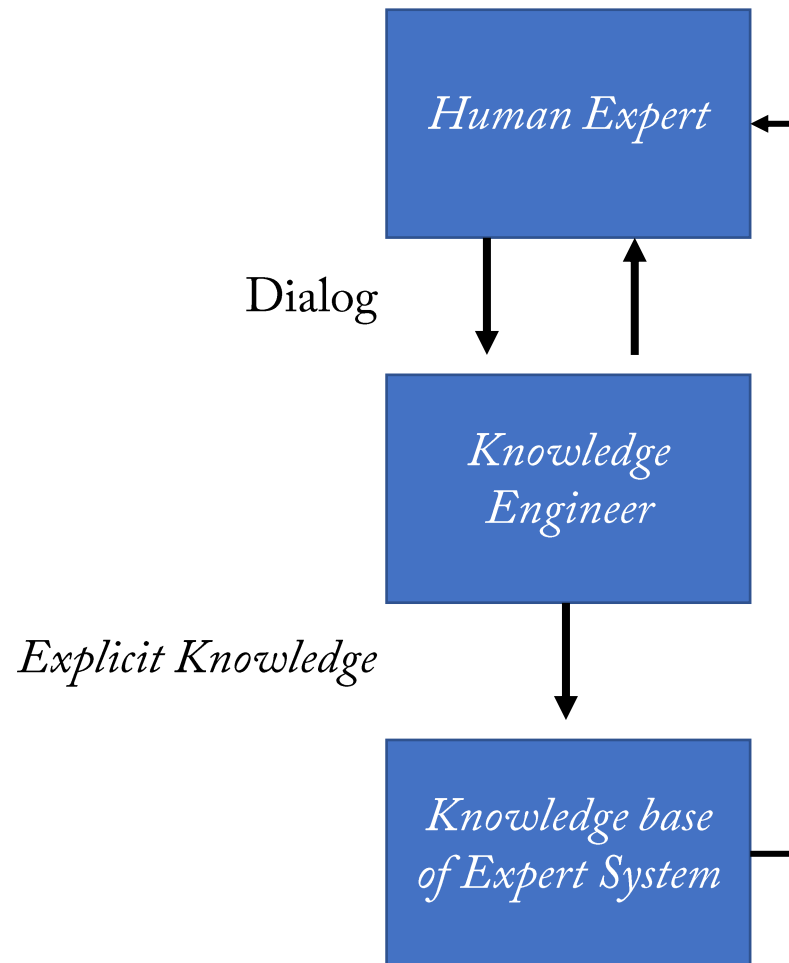 Human Expert
Dialog
Knowledge
Engineer
Explicit Knowledge
Knowledge base
of Expert System